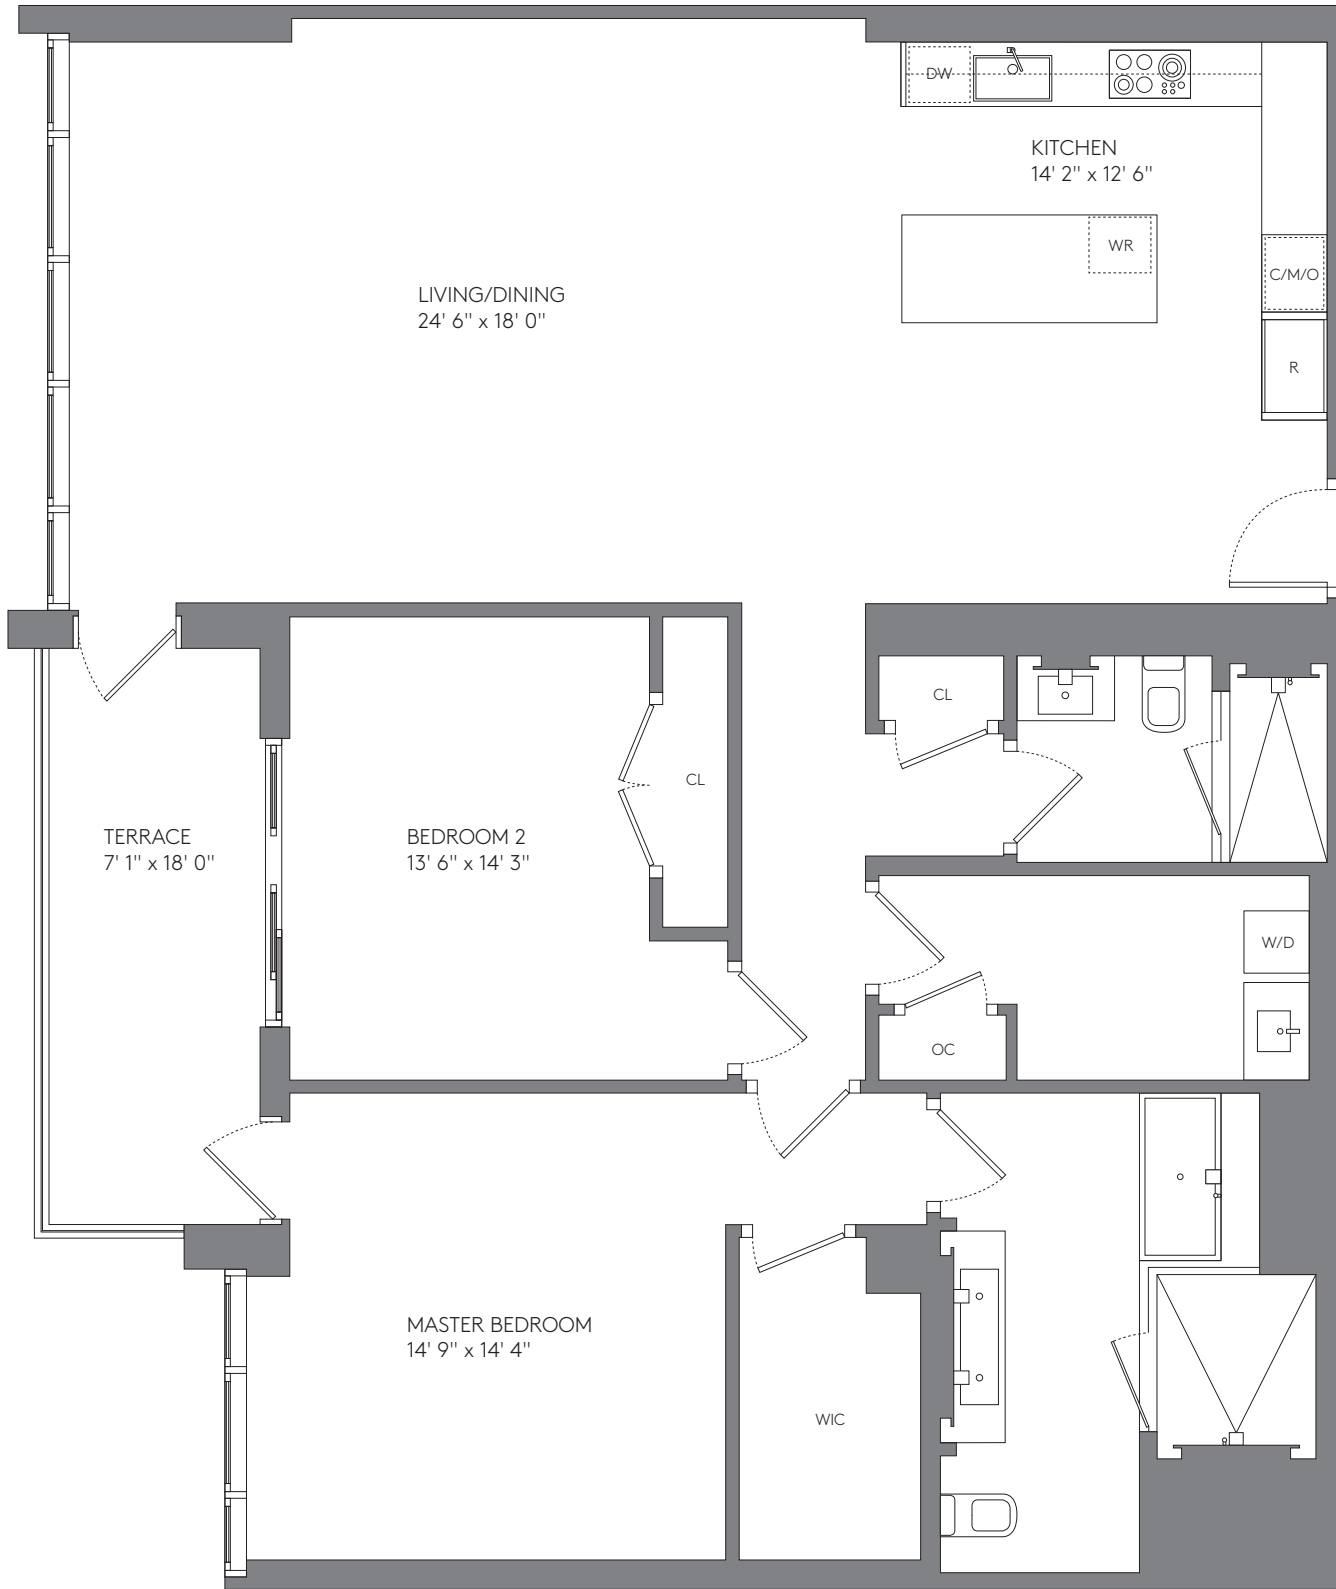 DW
KITCHEN
14' 2" x 12' 6"
WR
C/M/O
LIVING/DINING
24' 6" x 18' 0"
R
CL
CL
TERRACE
7' 1" x 18' 0"
BEDROOM 2
13' 6" x 14' 3"
W/D
OC
MASTER BEDROOM
14' 9" x 14' 4"
WIC